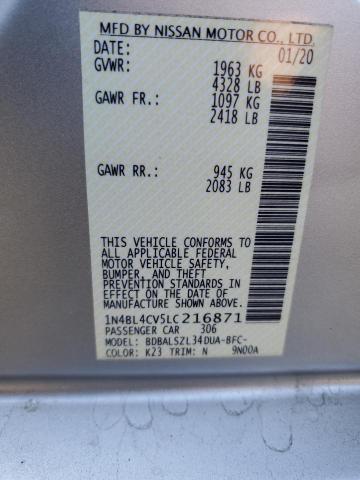 MFD BY NISSAN MOTOR CO., LTD.
DATE: 01/20
GVWR: 1963 KG
4328 LB
GAWR FR.: 1097 KG
2418 LB
GAWR RR.: 945 KG
2083 LB
THIS VEHICLE CONFORMS TO
ALL APPLICABLE FEDERAL
MOTOR VEHICLE SAFETY,
BUMPER, AND THEFT
PREVENTION STANDARDS IN
EFFECT ON THE DATE OF
MANUFACTURE SHOWN ABOVE.
1N4BL4CV5LC216871
PASSENGER CAR 306
MODEL: BDBALSZL34DUA-BFC-
COLOR: K23 TRIM: N 9N00A